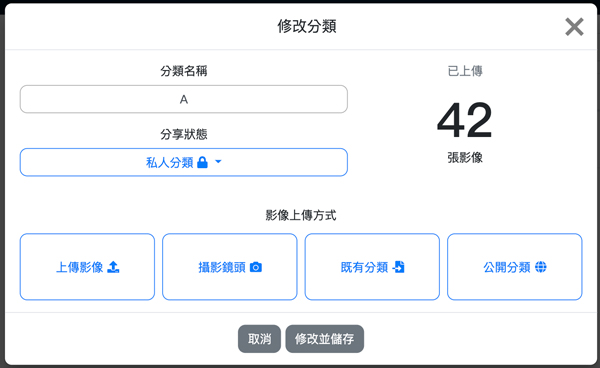 修改分類
分類名稱
A
分享狀態
私人分類
已上傳
42
張影像
影像上傳方式
上傳影像
攝影鏡頭
既有分類
公開分類
取消
修改並儲存